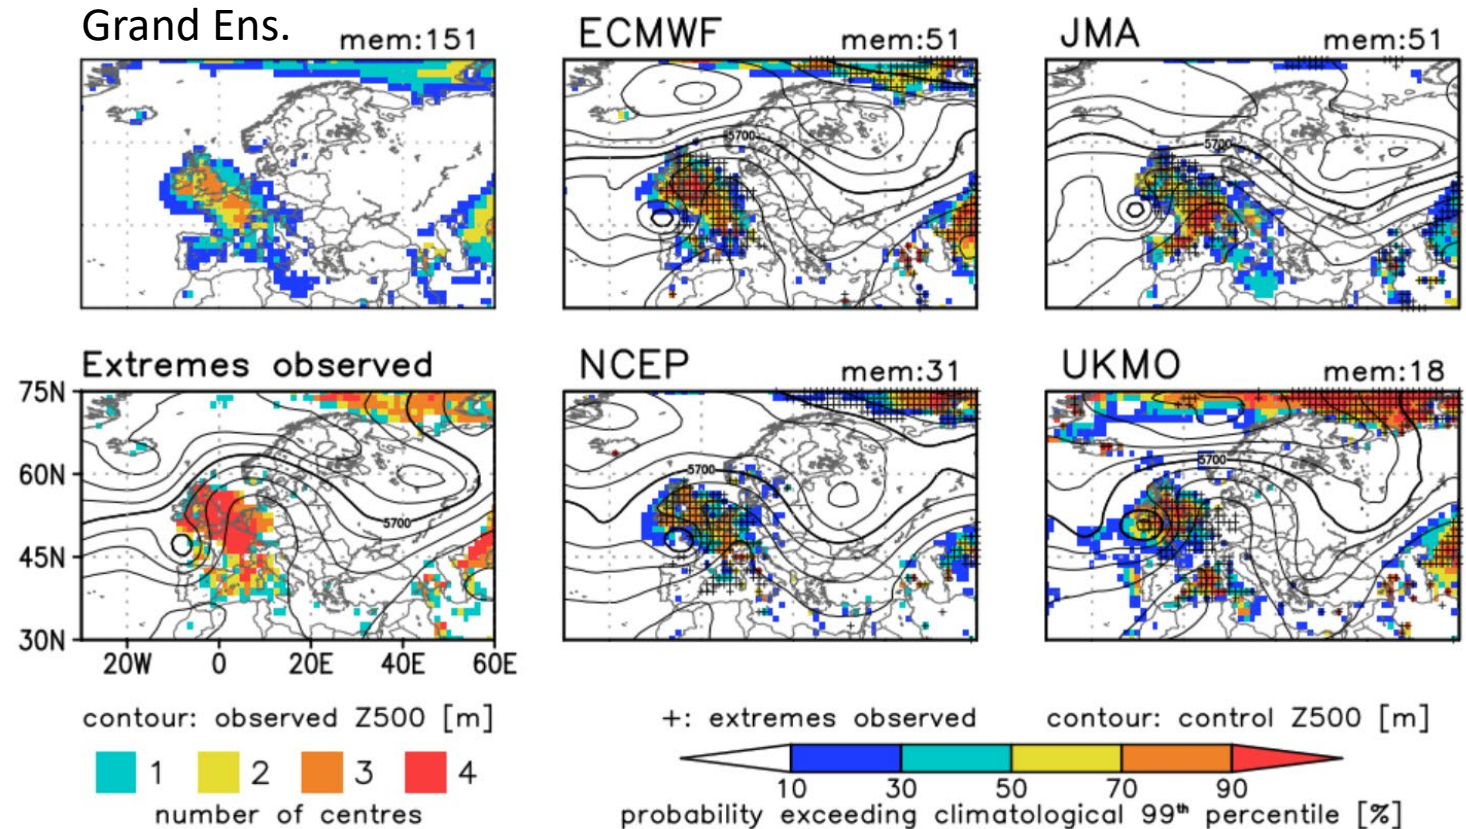 Grand Ens. mem:151
ECMWF mem:51
JMA mem:51
5700
5700
Extremes observed
NCEP mem:31
UKMO mem:18
75N
60N
45N
30N
5700
5700
5700
20W 0 20E 40E 60E
contour: observed Z500 [m]
+: extremes observed
contour: control Z500 [m]
1 2 3 4
number of centres
10 30 50 70 90
probability exceeding climatological 99th percentile [%]